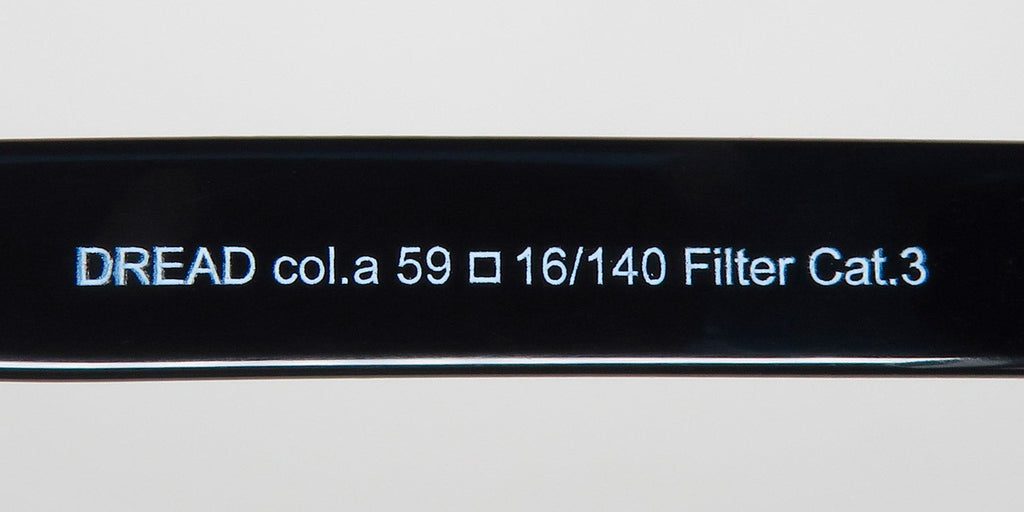 DREAD col.a 59 □ 16/140 Filter Cat.3